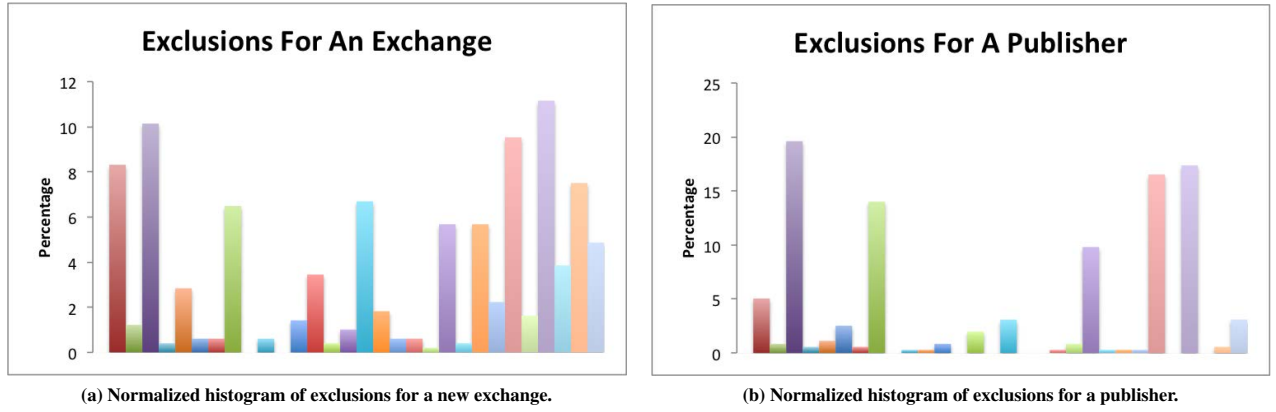 Exclusions For An Exchange
Percentage
12
10
8
6
4
2
0
(a) Normalized histogram of exclusions for a new exchange.
Exclusions For A Publisher
Percentage
25
20
15
10
5
0
(b) Normalized histogram of exclusions for a publisher.